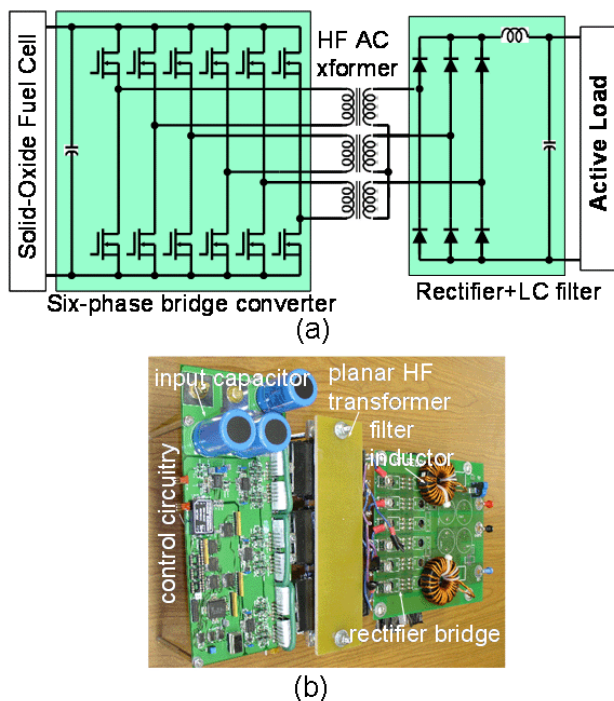 Solid-Oxide Fuel Cell
HF AC
xformer
Active Load
Six-phase bridge converter
Rectifier+LC filter
(a)
input capacitor
planar HF
transformer
filter
inductor
control circuitry
rectifier bridge
(b)